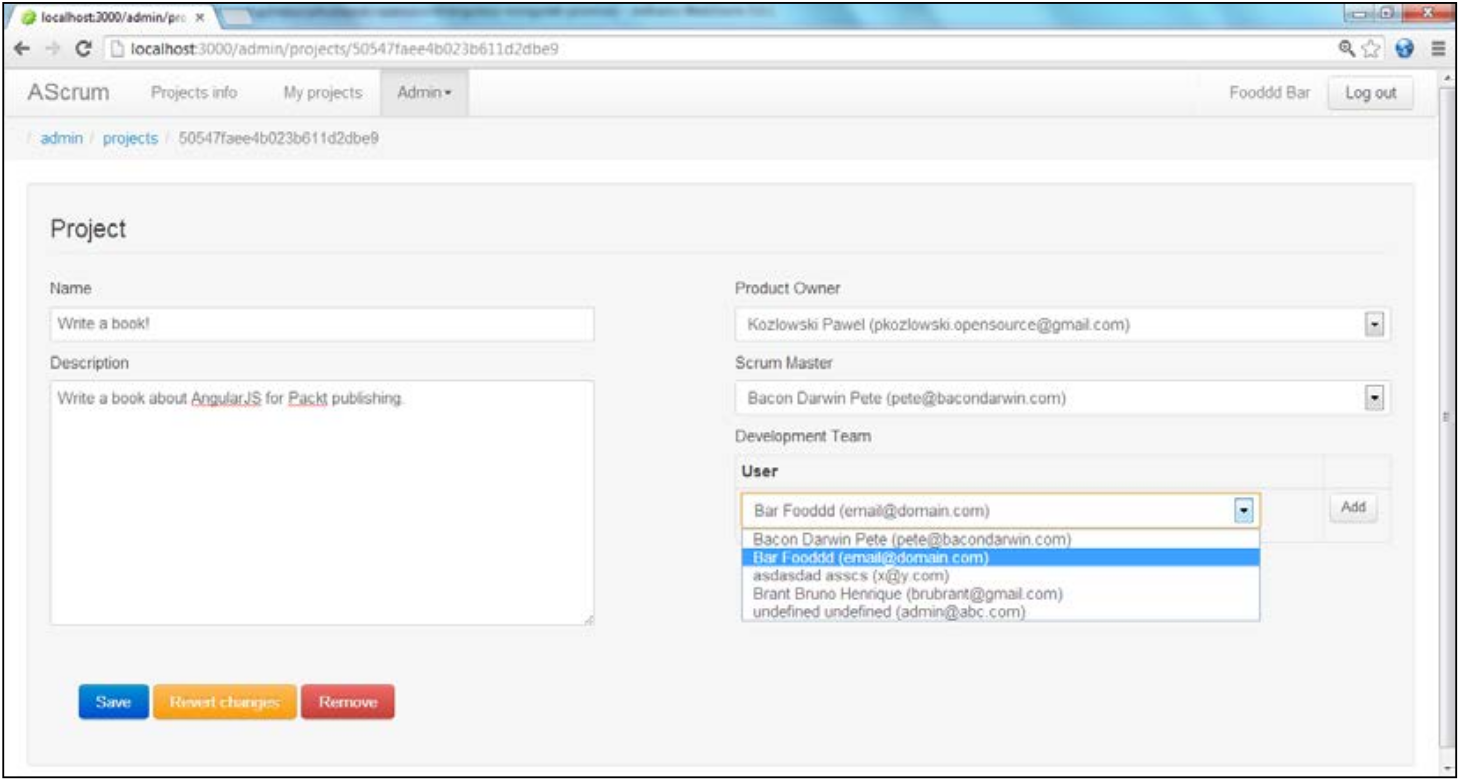 localhost:3000/admin/pro
localhost:3000/admin/projects/50547faee4b023b611d2dbe9
AScrum Projects info My projects Admin Fooddd Bar Log out
/ admin / projects / 50547faee4b023b611d2dbe9
Project
Name
Write a book!
Description
Write a book about AngularJS for Packt publishing.
Product Owner
Kozlowski Pawel (pkozlowski.opensource@gmail.com)
Scrum Master
Bacon Darwin Pete (pete@bacondarwin.com)
Development Team
User
Bar Fooddd (email@domain.com) Add
Bacon Darwin Pete (pete@bacondarwin.com)
Bar Fooddd (email@domain.com)
asdasdad asscs (x@y.com)
Brant Bruno Henrique (brubrant@gmail.com)
undefined undefined (admin@abc.com)
Save Revert changes Remove